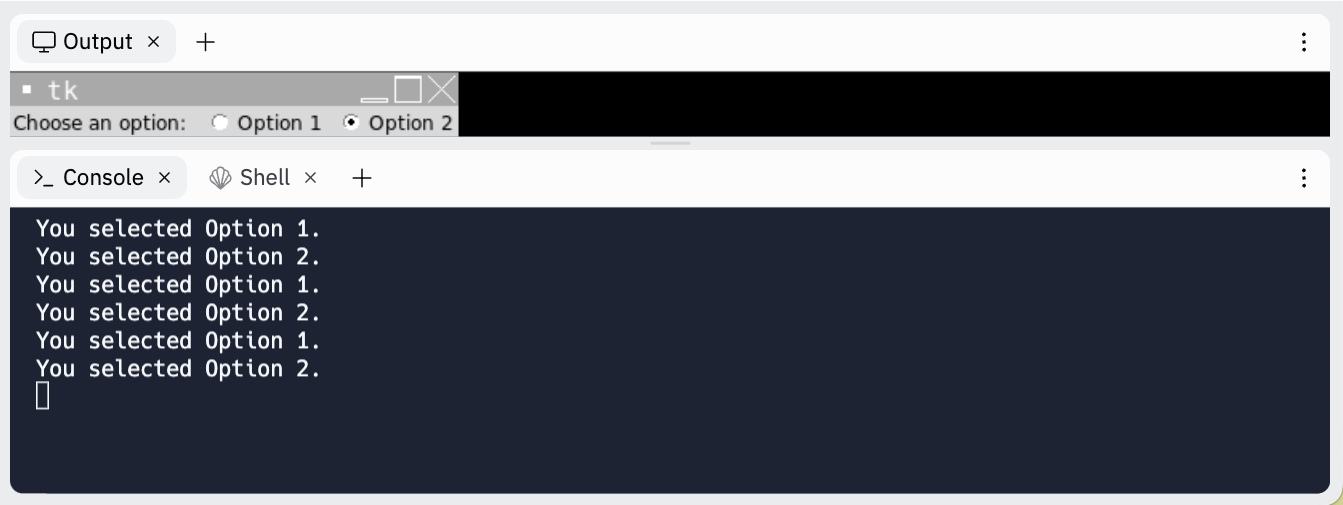 Output
tk
Choose an option: Option 1 Option 2
>_ Console Shell
You selected Option 1.
You selected Option 2.
You selected Option 1.
You selected Option 2.
You selected Option 1.
You selected Option 2.